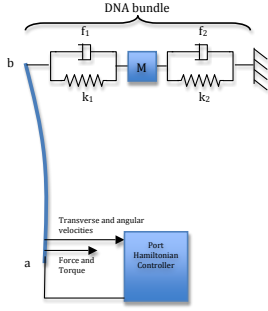 DNA bundle
f1 f2
b
M
k1 k2
Transverse and angular
velocities
a
Force and
Torque
Port
Hamiltonian
Controller